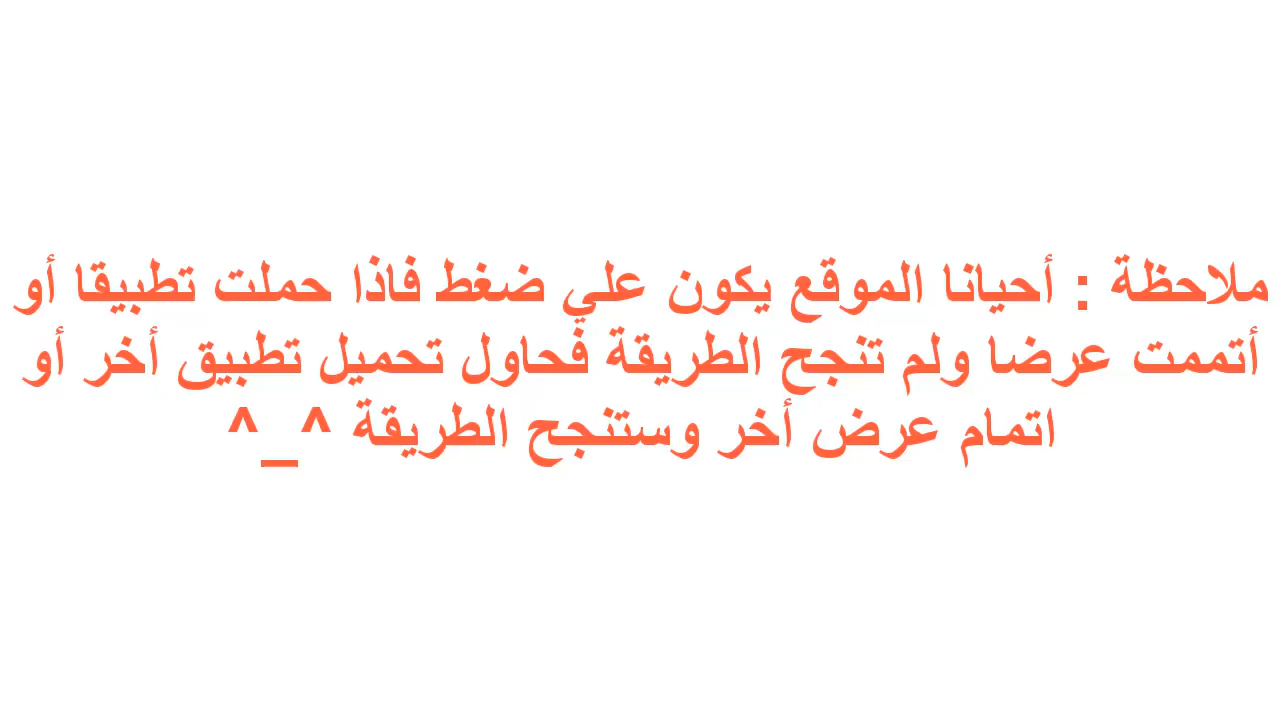 ملاحظة : أحيانا الموقع يكون علي ضغط فاذا حملت تطبيقا أو
أتممت عرضا ولم تنجح الطريقة فحاول تحميل تطبيق أخر أو
اتمام عرض أخر وستنجح الطريقة ^_^